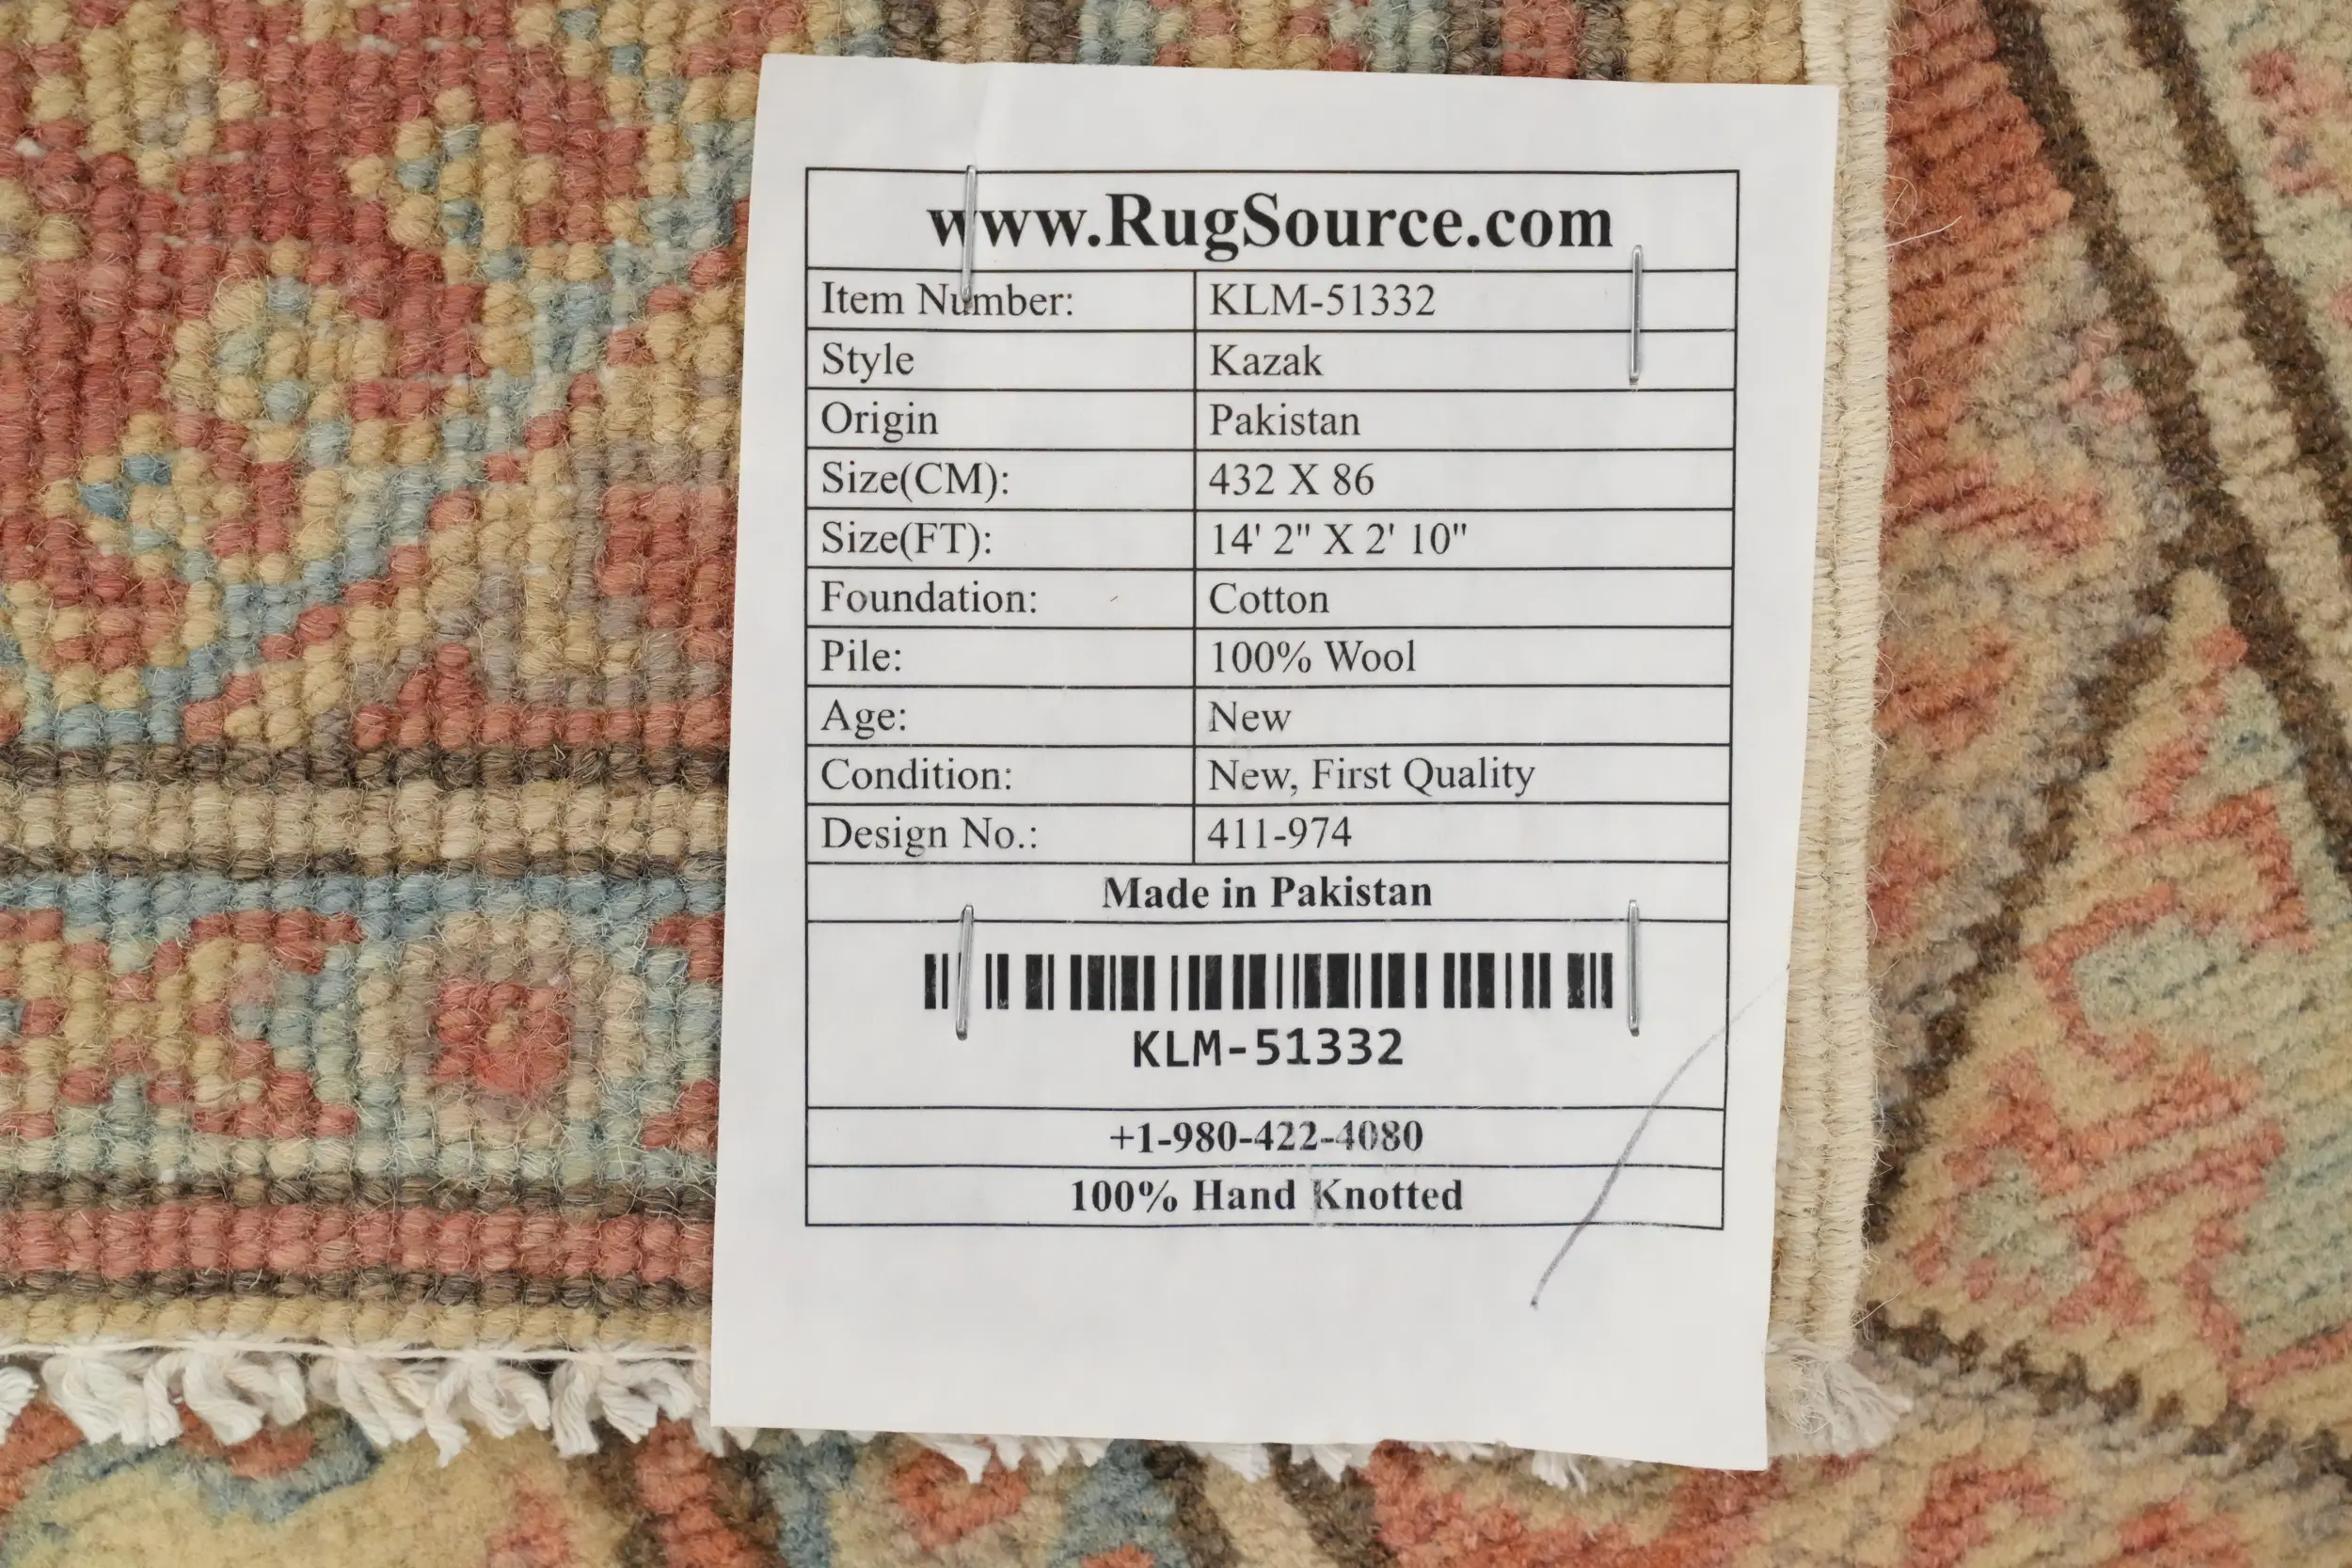 www.RugSource.com
Item Number: KLM-51332
Style Kazak
Origin Pakistan
Size(CM): 432 X 86
Size(FT): 14' 2" X 2' 10"
Foundation: Cotton
Pile: 100% Wool
Age: New
Condition: New, First Quality
Design No.: 411-974
Made in Pakistan
KLM-51332
+1-980-422-4080
100% Hand Knotted